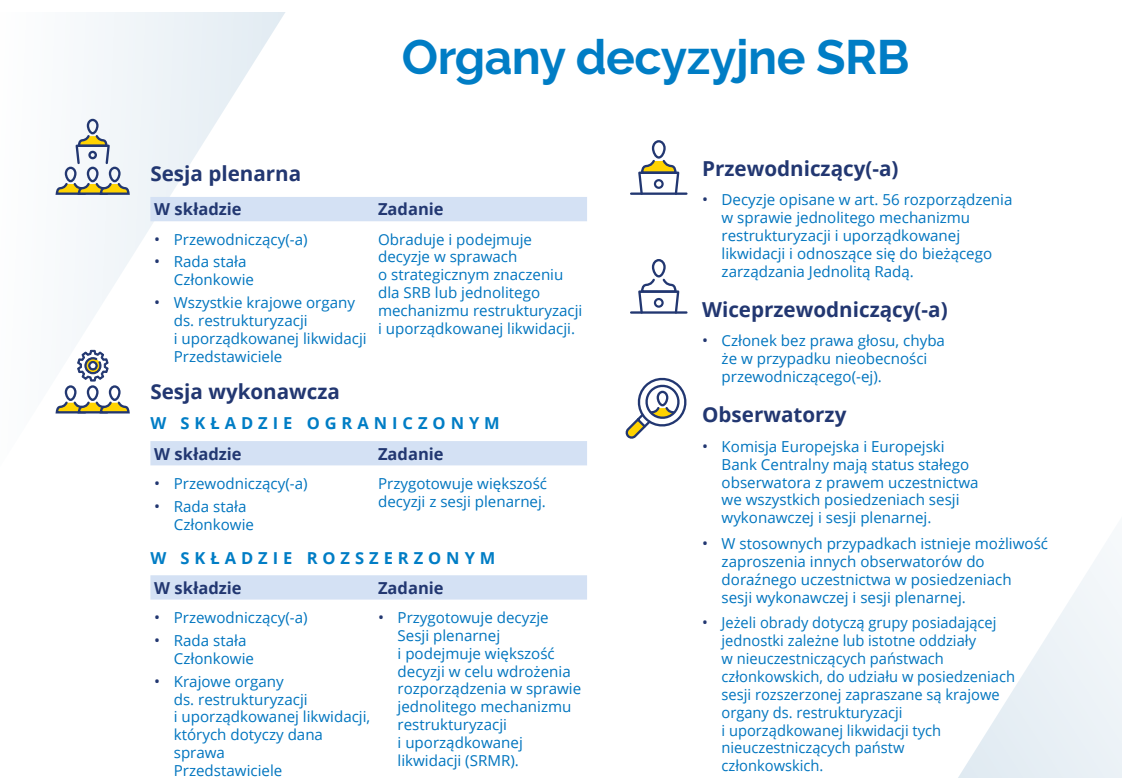 Organy decyzyjne SRB
Sesja plenarna
W składzie
Zadanie
• Przewodniczący(-a)
• Rada stała
Członkowie
• Wszystkie krajowe organy
ds. restrukturyzacji
i uporządkowanej likwidacji
Przedstawiciele
Obraduje i podejmuje
decyzje w sprawach
o strategicznym znaczeniu
dla SRB lub jednolitego
mechanizmu restrukturyzacji
i uporządkowanej likwidacji.
Sesja wykonawcza
W SKŁADZIE OGRANICZONYM
W składzie
Zadanie
• Przewodniczący(-a)
• Rada stała
Członkowie
Przygotowuje większość
decyzji z sesji plenarnej.
W SKŁADZIE ROZSZERZONYM
W składzie
Zadanie
• Przewodniczący(-a)
• Rada stała
Członkowie
• Krajowe organy
ds. restrukturyzacji
i uporządkowanej likwidacji,
których dotyczy dana
sprawa
Przedstawiciele
• Przygotowuje decyzje
Sesji plenarnej
i podejmuje większość
decyzji w celu wdrożenia
rozporządzenia w sprawie
jednolitego mechanizmu
restrukturyzacji
i uporządkowanej
likwidacji (SRMR).
Przewodniczący(-a)
• Decyzje opisane w art. 56 rozporządzenia
w sprawie jednolitego mechanizmu
restrukturyzacji i uporządkowanej
likwidacji i odnoszące się do bieżącego
zarządzania Jednolitą Radą.
Wiceprzewodniczący(-a)
• Członek bez prawa głosu, chyba
że w przypadku nieobecności
przewodniczącego(-ej).
Obserwatorzy
• Komisja Europejska i Europejski
Bank Centralny mają status stałego
obserwatora z prawem uczestnictwa
we wszystkich posiedzeniach sesji
wykonawczej i sesji plenarnej.
• W stosownych przypadkach istnieje możliwość
zaproszenia innych obserwatorów do
doraźnego uczestnictwa w posiedzeniach
sesji wykonawczej i sesji plenarnej.
• Jeżeli obrady dotyczą grupy posiadającej
jednostki zależne lub istotne oddziały
w nieuczestniczących państwach
członkowskich, do udziału w posiedzeniach
sesji rozszerzonej zapraszane są krajowe
organy ds. restrukturyzacji
i uporządkowanej likwidacji tych
nieuczestniczących państw
członkowskich.